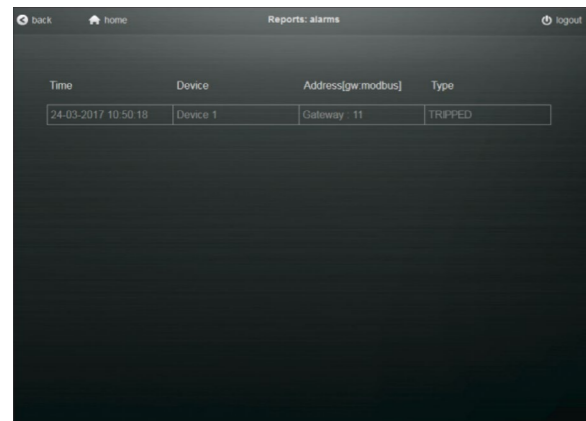 back home Reports: alarms logout
Time Device Address[gw:modbus] Type
24-03-2017 10:50:18 Device 1 Gateway : 11 TRIPPED